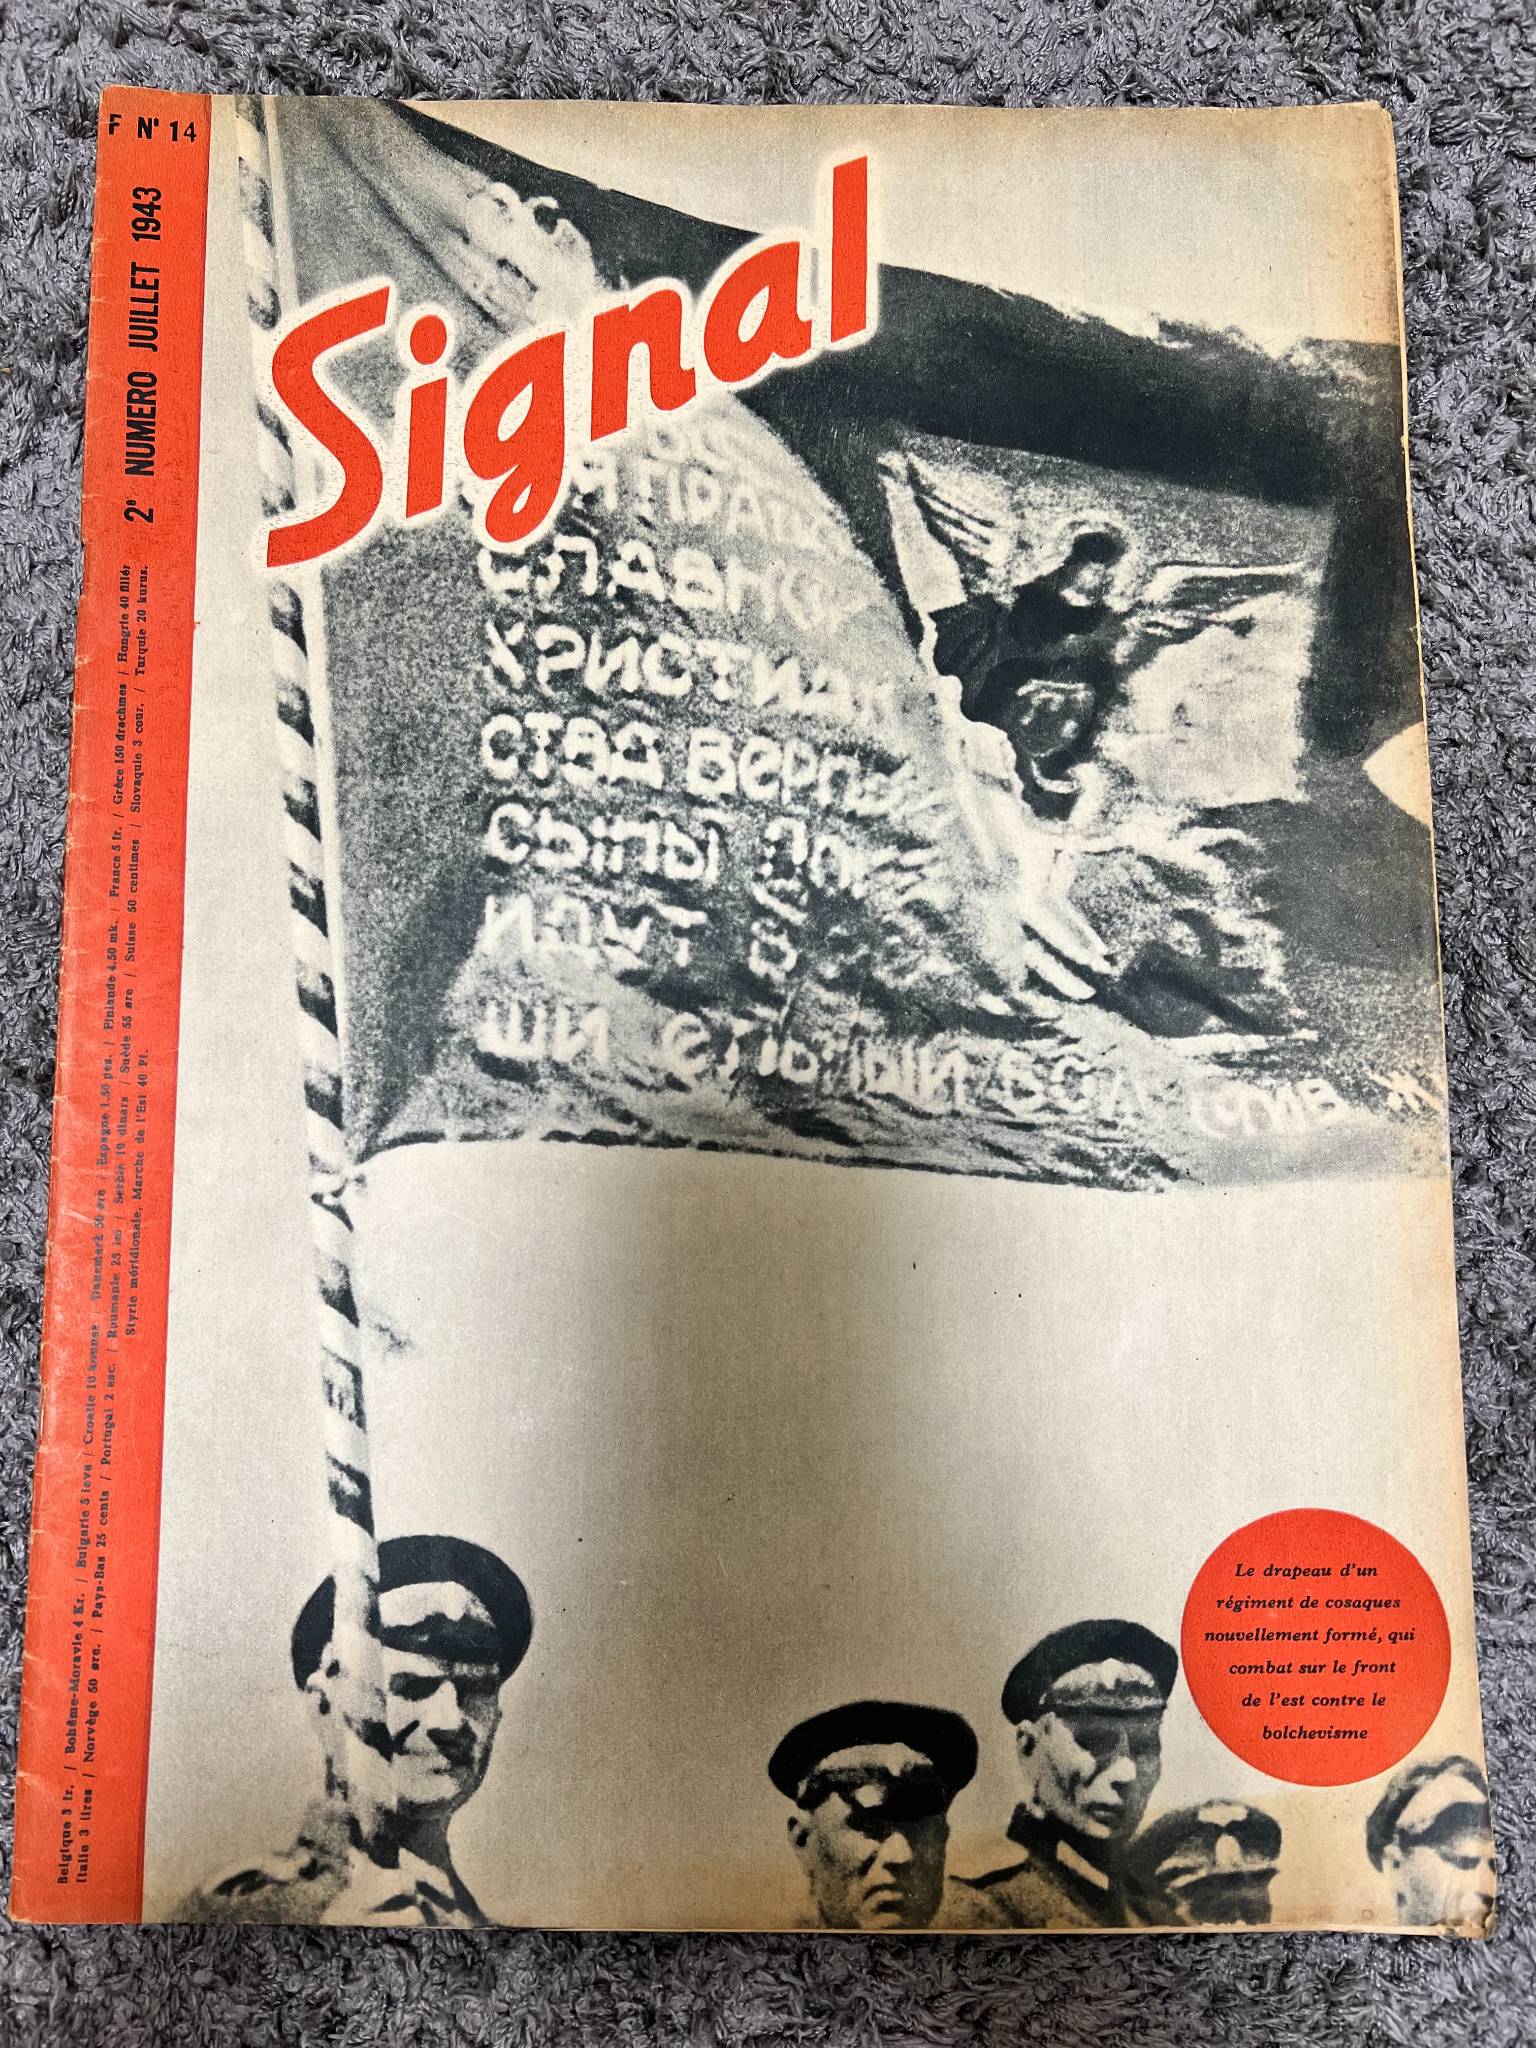 F N° 14
2e NUMERO JUILLET 1943
Signal
СЛАВНУ
ХРИСТИАН
СТВА ВЕРНЫ
СЫНЫ
ШИ
Belgique 3 fr. / Bohême-Moravie 4 Kr. / Bulgarie 5 leva / Croatie 10 kounas / Danemark 50 øre / Espagne 1.50 pes. / Finlande 4.50 mk. / France 5 fr. / Grèce 150 drachmes / Hongrie 40 fillér
Italie 3 lires / Norvège 50 øre. / Pays-Bas 25 cents / Portugal 2 esc. / Roumanie 25 lei / Serbie 10 dinars / Suède 55 øre / Suisse 50 centimes / Slovaquie 3 cour. / Turquie 20 kurus.
Styrie méridionale, Marche de l'Est 40 Pf.
Le drapeau d'un
régiment de cosaques
nouvellement formé, qui
combat sur le front
de l'est contre le
bolchevisme